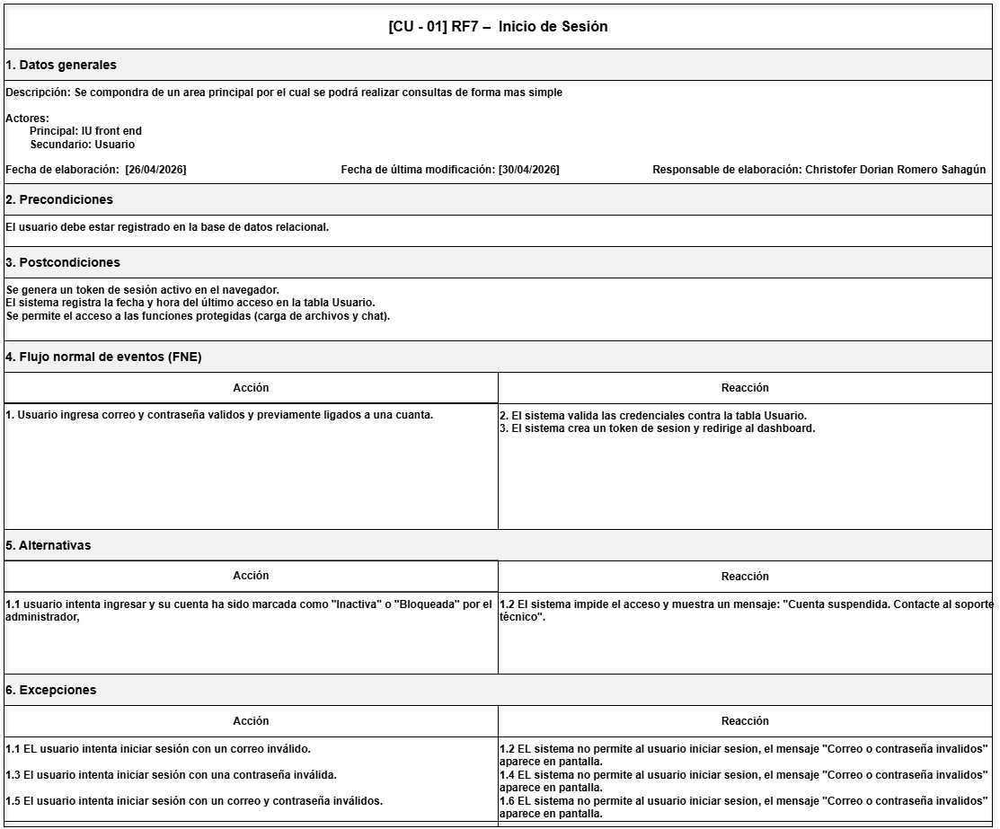 [CU - 01] RF7 –  Inicio de Sesión
1. Datos generales
Descripción: Se compondra de un area principal por el cual se podrá realizar consultas de forma mas simple
Actores:
Principal: IU front end
Secundario: Usuario
Fecha de elaboración:  [26/04/2026]
Fecha de última modificación: [30/04/2026]
Responsable de elaboración: Christofer Dorian Romero Sahagún
2. Precondiciones
El usuario debe estar registrado en la base de datos relacional.
3. Postcondiciones
Se genera un token de sesión activo en el navegador.
El sistema registra la fecha y hora del último acceso en la tabla Usuario.
Se permite el acceso a las funciones protegidas (carga de archivos y chat).
4. Flujo normal de eventos (FNE)
Acción
Reacción
1. Usuario ingresa correo y contraseña validos y previamente ligados a una cuanta.
2. El sistema valida las credenciales contra la tabla Usuario.
3. El sistema crea un token de sesion y redirige al dashboard.
5. Alternativas
Acción
Reacción
1.1 usuario intenta ingresar y su cuenta ha sido marcada como "Inactiva" o "Bloqueada" por el
administrador,
1.2 El sistema impide el acceso y muestra un mensaje: "Cuenta suspendida. Contacte al soporte
técnico".
6. Excepciones
Acción
Reacción
1.1 EL usuario intenta iniciar sesión con un correo inválido.
1.2 EL sistema no permite al usuario iniciar sesion, el mensaje "Correo o contraseña invalidos"
aparece en pantalla.
1.3 El usuario intenta iniciar sesión con una contraseña inválida.
1.4 EL sistema no permite al usuario iniciar sesion, el mensaje "Correo o contraseña invalidos"
aparece en pantalla.
1.5 El usuario intenta iniciar sesión con un correo y contraseña inválidos.
1.6 EL sistema no permite al usuario iniciar sesion, el mensaje "Correo o contraseña invalidos"
aparece en pantalla.